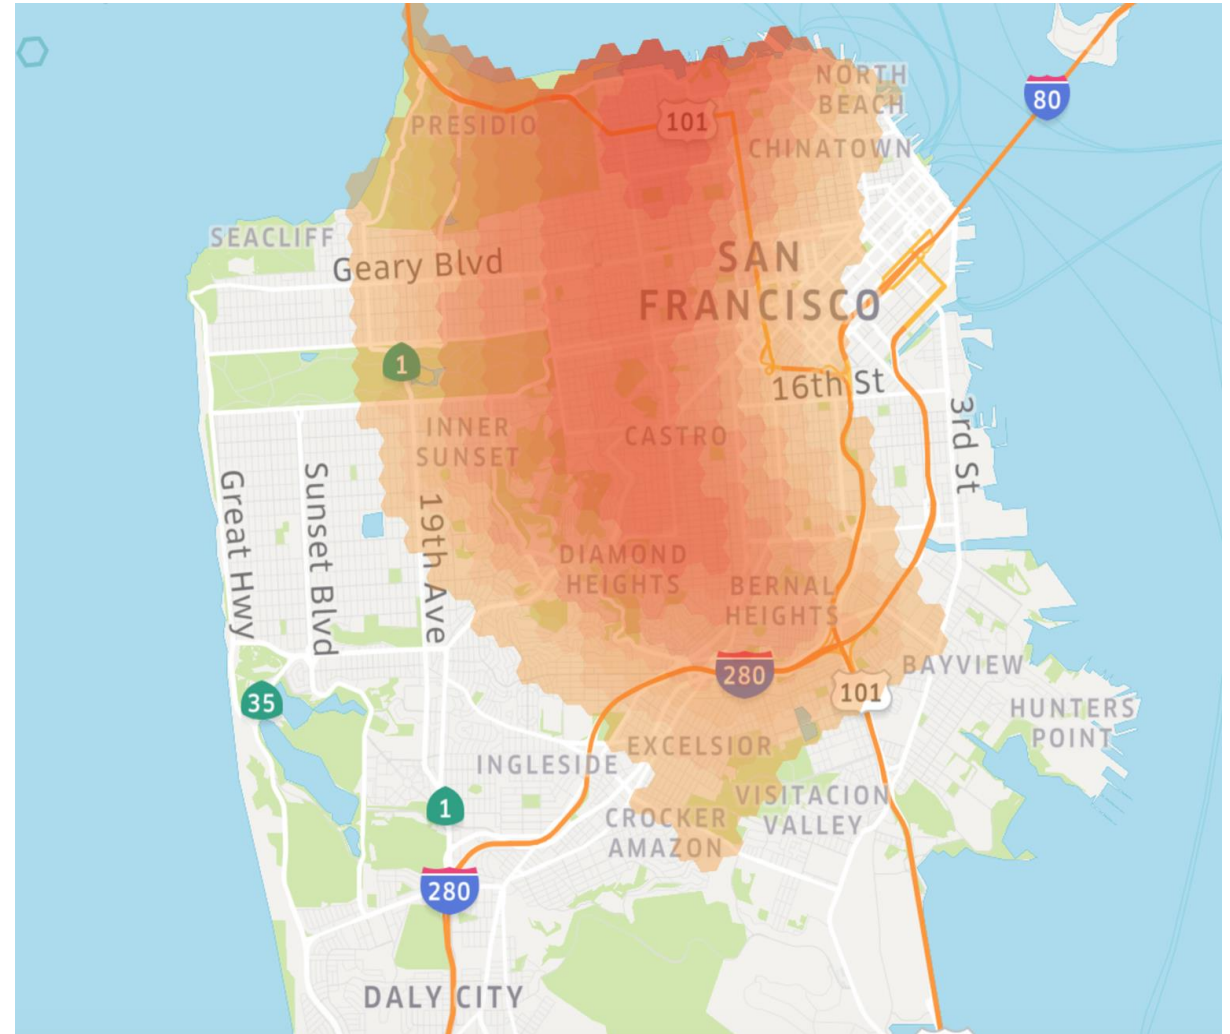 NORTH
BEACH
80
PRESIDIO
101
CHINATOWN
SEACLIFF
Geary Blvd
SAN
FRANCISCO
1
16th St
INNER
SUNSET
CASTRO
3rd St
Great Hwy
Sunset Blvd
19th Ave
DIAMOND
HEIGHTS
BERNAL
HEIGHTS
280
101
BAYVIEW
35
HUNTERS
POINT
EXCELSIOR
INGLESIDE
1
CROCKER
AMAZON
VISITACION
VALLEY
280
DALY CITY